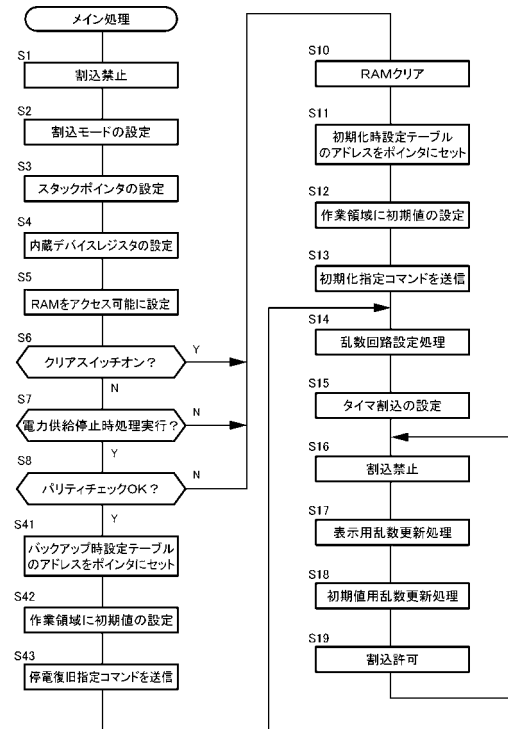 メイン処理
S1
割込禁止
S2
割込モードの設定
S3
スタックポインタの設定
S4
内蔵デバイスレジスタの設定
S5
RAMをアクセス可能に設定
S6
クリアスイッチオン？
Y
N
S7
電力供給停止時処理実行？
N
Y
S8
パリティチェックOK？
N
Y
S41
バックアップ時設定テーブル
のアドレスをポインタにセット
S42
作業領域に初期値の設定
S43
停電復旧指定コマンドを送信
S10
RAMクリア
S11
初期化時設定テーブル
のアドレスをポインタにセット
S12
作業領域に初期値の設定
S13
初期化指定コマンドを送信
S14
乱数回路設定処理
S15
タイマ割込の設定
S16
割込禁止
S17
表示用乱数更新処理
S18
初期値用乱数更新処理
S19
割込許可